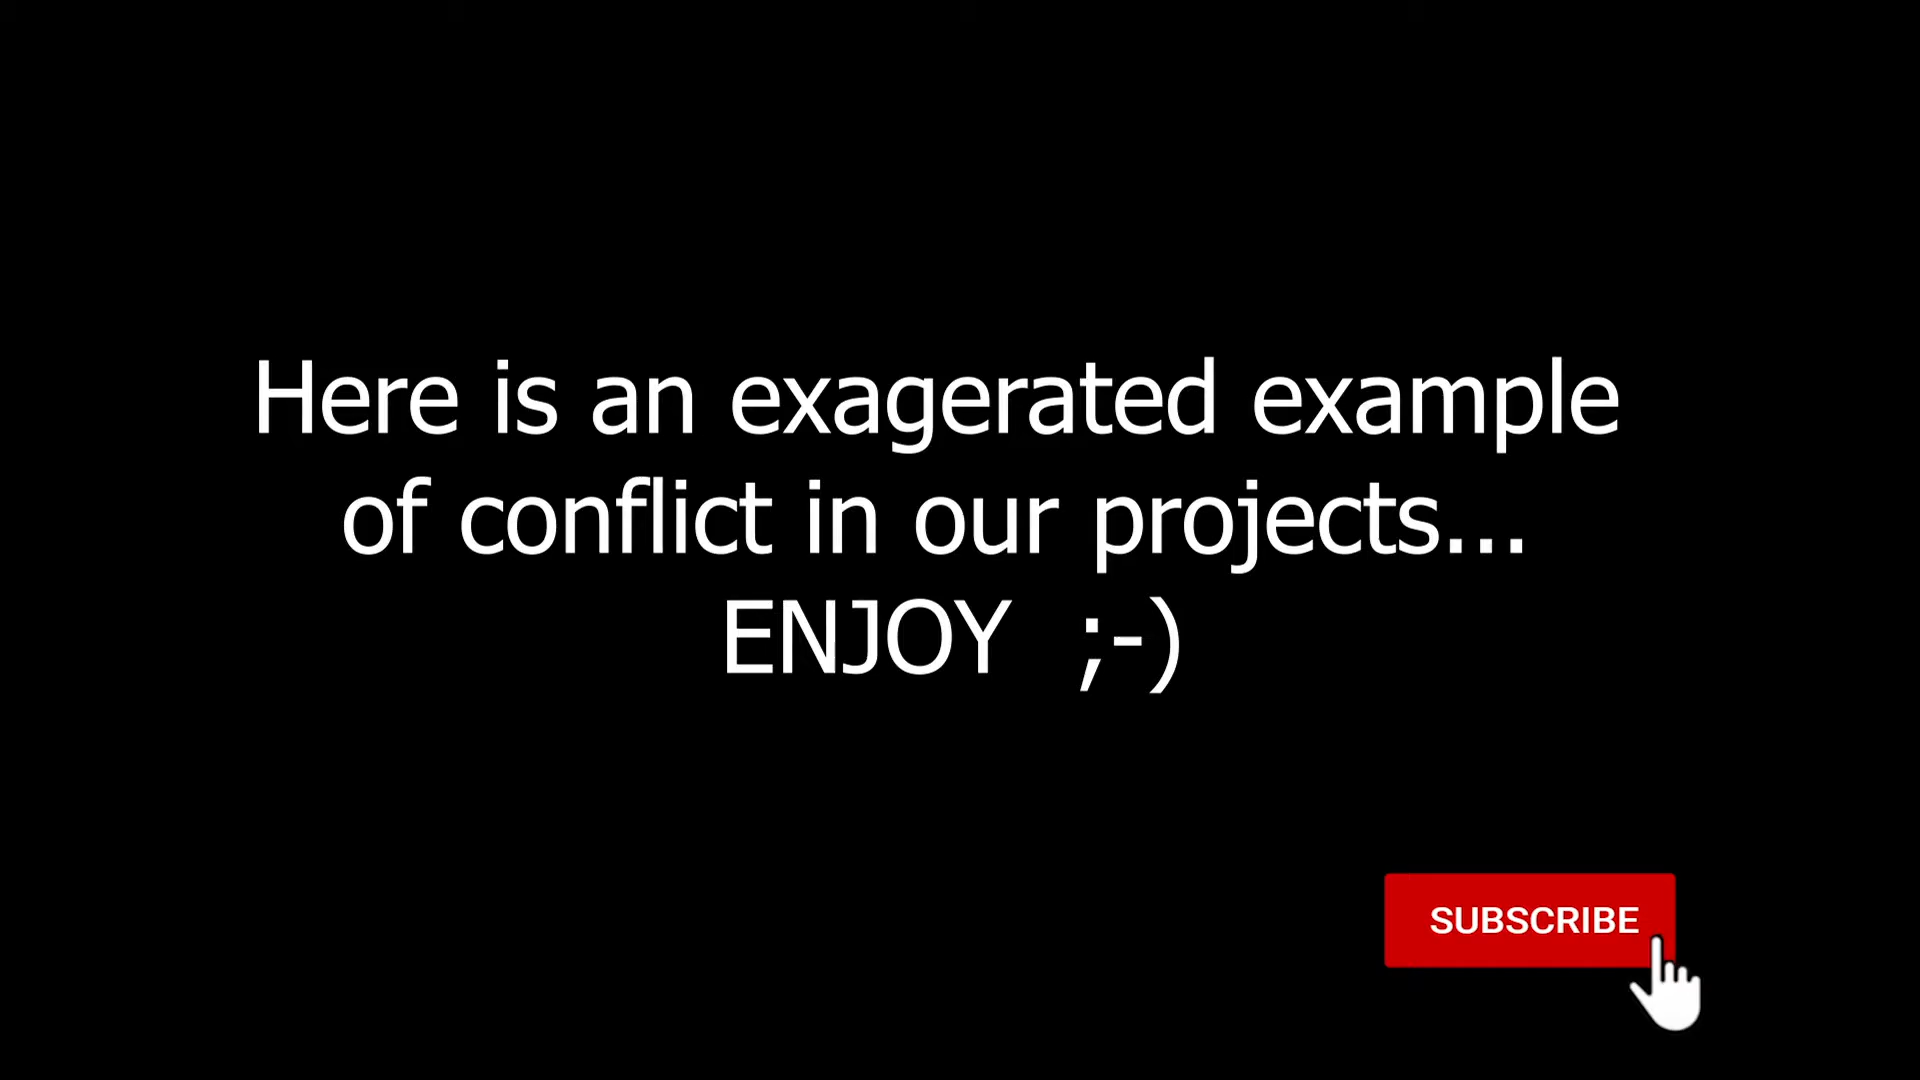 Here is an exagerated example
of conflict in our projects...
ENJOY  ;-)
SUBSCRIBE